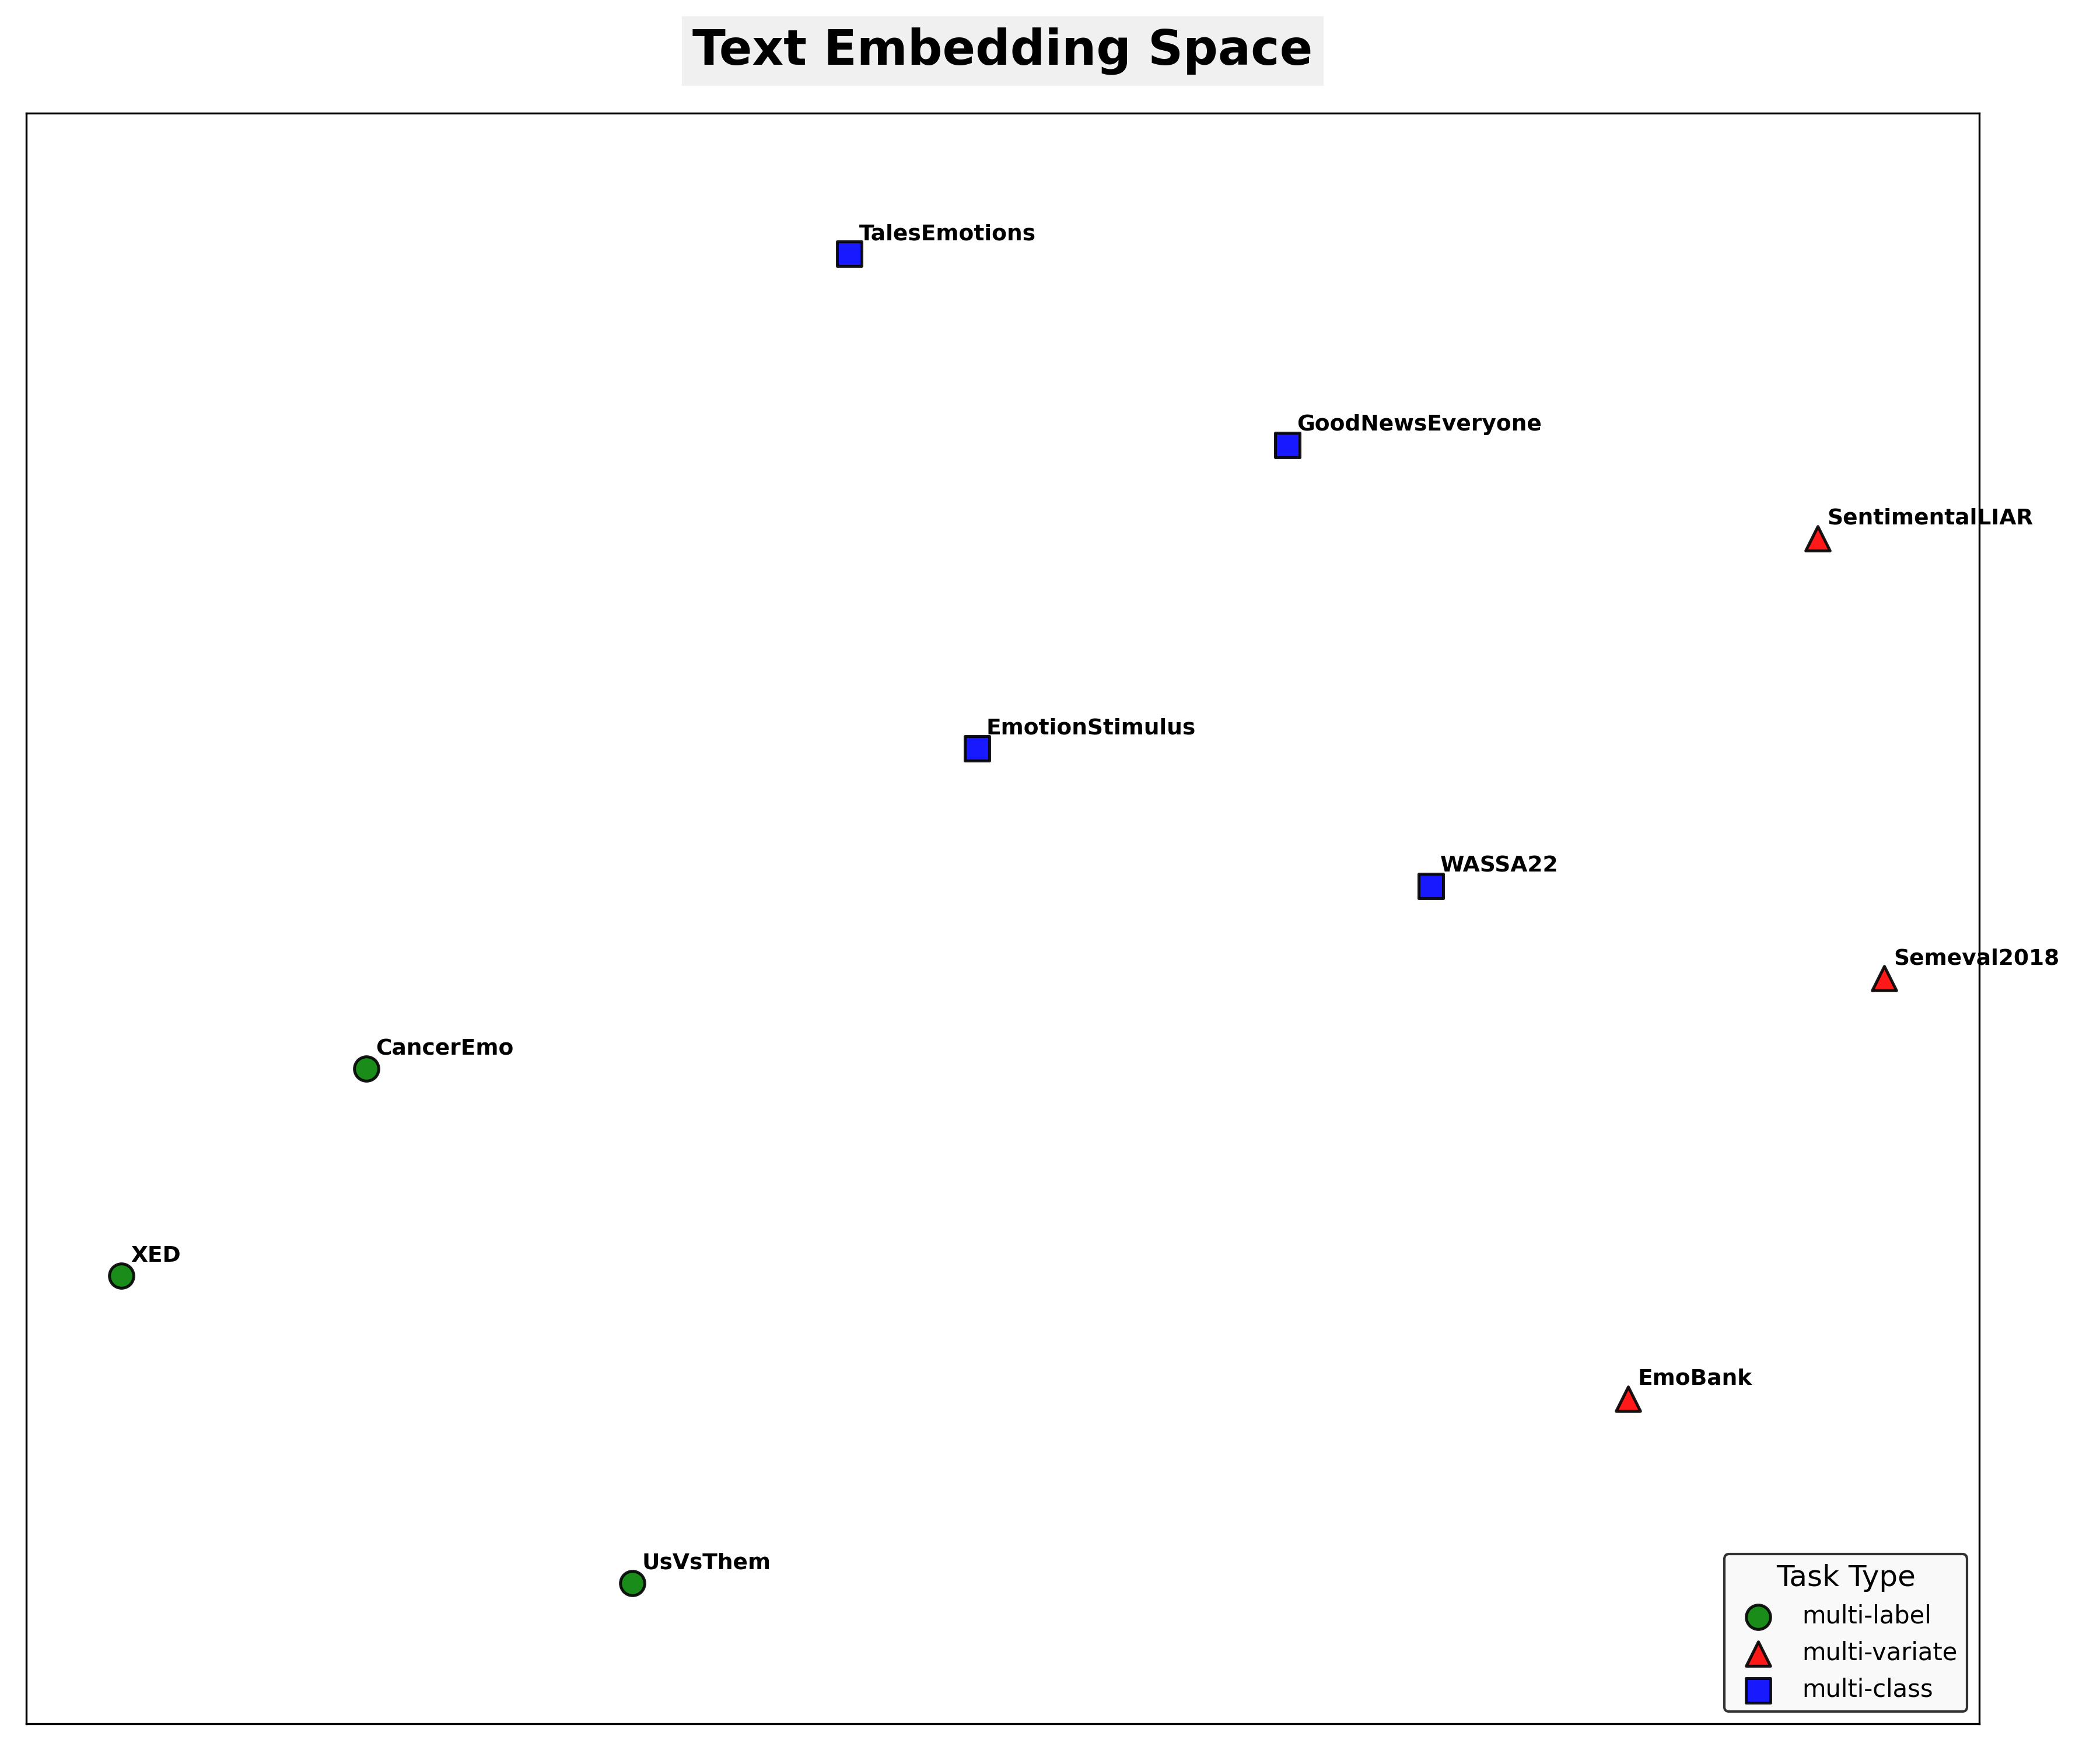 Text Embedding Space
TalesEmotions
GoodNewsEveryone
SentimentalLIAR
EmotionStimulus
WASSA22
Semeval2018
CancerEmo
XED
EmoBank
UsVsThem
Task Type
multi-label
multi-variate
multi-class